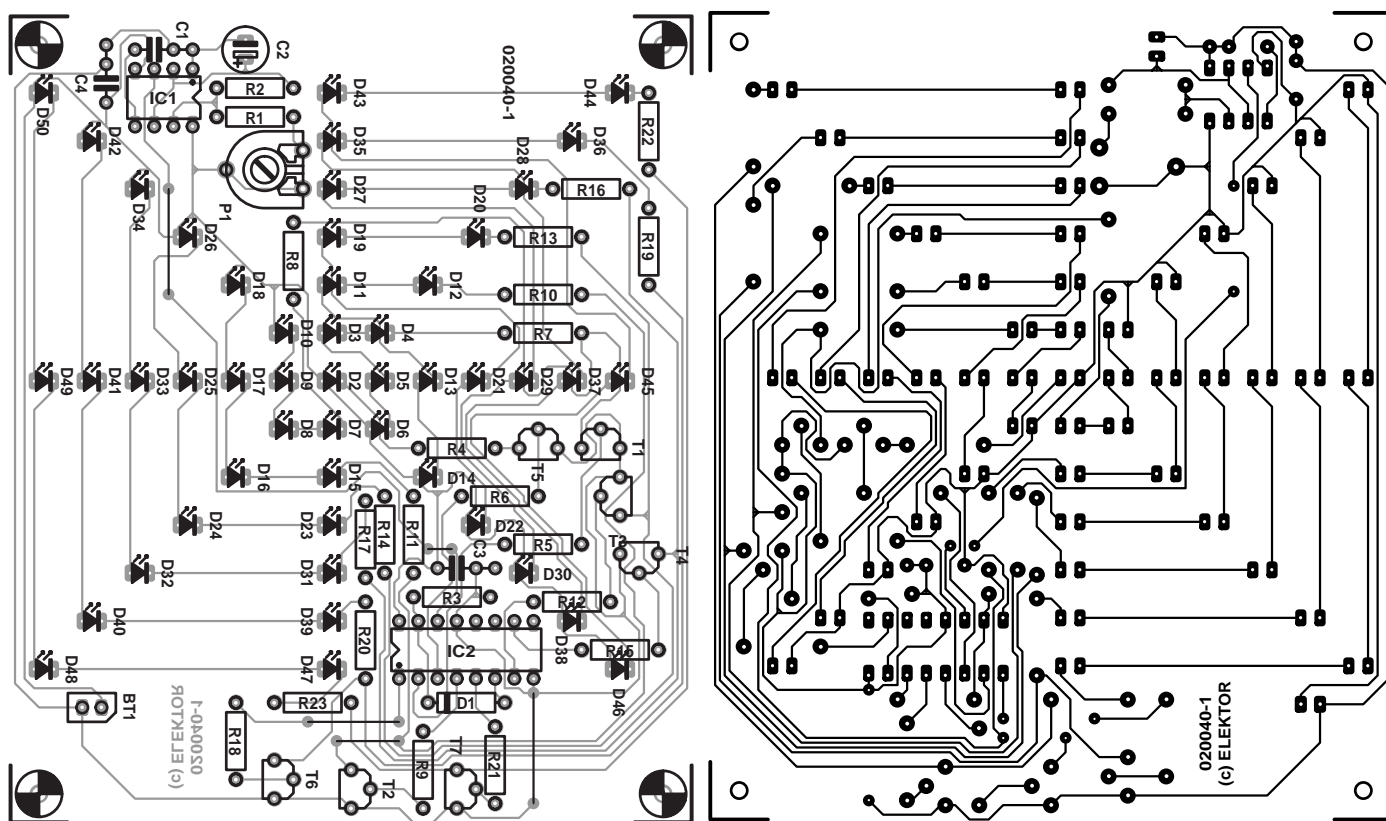 C1
C2
C4
IC1
R2
R1
D50
D42
D43
D44
020040-1
R22
D35
D36
D28
D34
D27
R16
P1
D20
D26
D19
R13
R19
R8
D18
D11
D12
R10
D10
D3
D4
R7
D49
D41
D33
D25
D17
D9
D2
D5
D13
D21
D29
D37
D45
D8
D7
D6
R4
T5
T1
D16
D15
D14
R6
D24
D23
R17
R14
R11
D22
R5
T3
T4
D32
D31
C3
D30
R3
R12
D40
D39
R20
IC2
D38
R15
D48
D47
D46
BT1
(c) ELEKTOR
020040-1
R23
D1
R18
T6
T2
R9
T7
R21
020040-1
(c) ELEKTOR